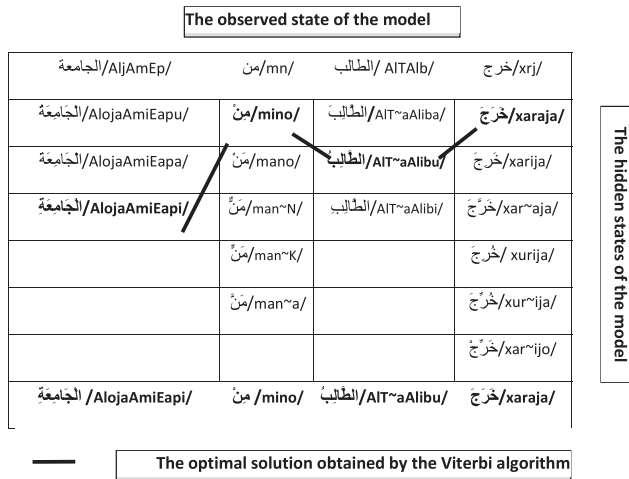 The observed state of the model
الجامعة/AljAmEp/ من/mn/ الطالب/ AlTAlb/ خرج/xrj/
الْجَامِعَةُ/AlojaAmiEapu/ مِنْ/mino/ الطَّالِبَ/AlT~aAliba/ خَرَجَ/xaraja/
الْجَامِعَةَ/AlojaAmiEapa/ مَنْ/mano/ الطَّالِبُ/AlT~aAlibu/ خَرِجَ/xarija/
الْجَامِعَةِ/AlojaAmiEapi/ مَنٌّ/man~N/ الطَّالِبِ/AlT~aAlibi/ خَرَّجَ/xar~aja/
مَنٍّ/man~K/ خُرِجَ/ xurija/
مَنَّ/man~a/ خُرِّجَ/xur~ija/
خَرِّجْ/xar~ijo/
الْجَامِعَةِ /AlojaAmiEapi/ مِنْ /mino/ الطَّالِبُ/AlT~aAlibu/ خَرَجَ/xaraja/
The hidden states of the model
The optimal solution obtained by the Viterbi algorithm